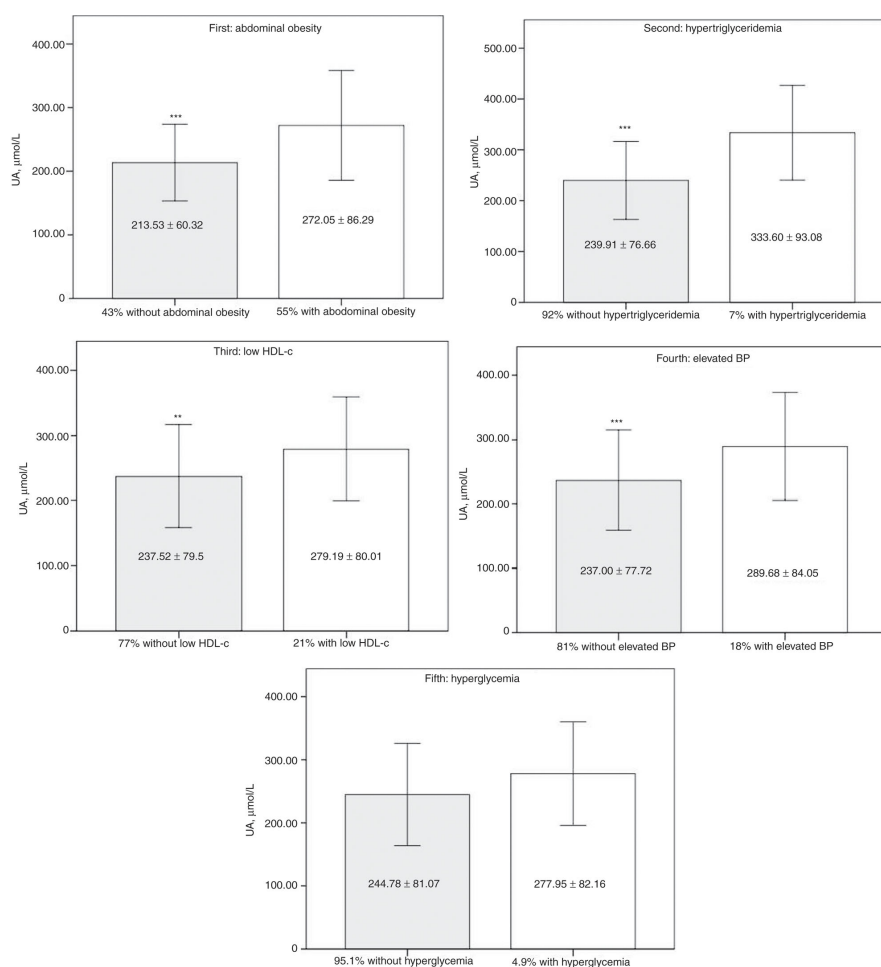 First: abdominal obesity
400.00
300.00
200.00
100.00
0
UA, μmol/L
***
213.53 ± 60.32
272.05 ± 86.29
43% without abdominal obesity
55% with abodominal obesity
Second: hypertriglyceridemia
500.00
400.00
300.00
200.00
100.00
0
UA, μmol/L
***
239.91 ± 76.66
333.60 ± 93.08
92% without hypertriglyceridemia
7% with hypertriglyceridemia
Third: low HDL-c
400.00
300.00
200.00
100.00
0
UA, μmol/L
**
237.52 ± 79.5
279.19 ± 80.01
77% without low HDL-c
21% with low HDL-c
Fourth: elevated BP
400.00
300.00
200.00
100.00
0
UA, μmol/L
***
237.00 ± 77.72
289.68 ± 84.05
81% without elevated BP
18% with elevated BP
Fifth: hyperglycemia
400.00
300.00
200.00
100.00
0
UA, μmol/L
244.78 ± 81.07
277.95 ± 82.16
95.1% without hyperglycemia
4.9% with hyperglycemia